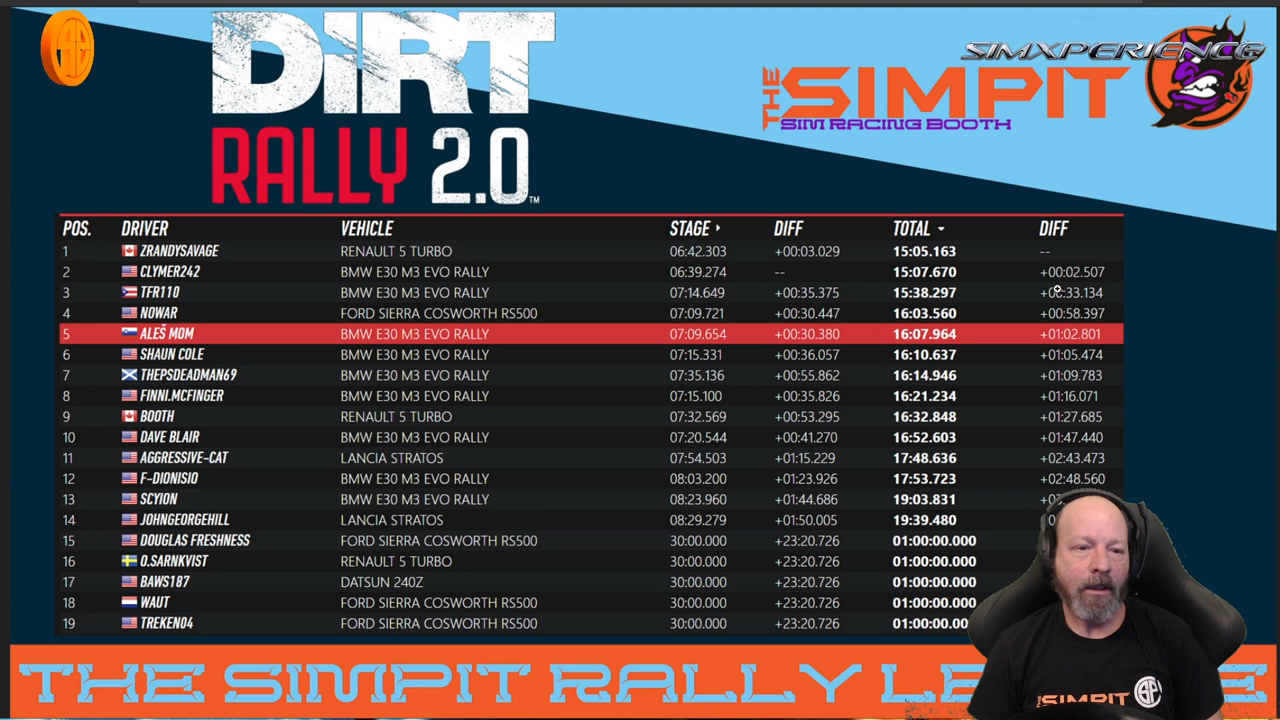 DiRT
RALLY 2.0™
SIMXPERIENCE
THE SIMPIT
SIM RACING BOOTH
POS. DRIVER VEHICLE STAGE DIFF TOTAL DIFF
1 ZRANDYSAVAGE RENAULT 5 TURBO 06:42.303 +00:03.029 15:05.163 --
2 CLYMER242 BMW E30 M3 EVO RALLY 06:39.274 -- 15:07.670 +00:02.507
3 TFR110 BMW E30 M3 EVO RALLY 07:14.649 +00:35.375 15:38.297 +00:33.134
4 NOWAR FORD SIERRA COSWORTH RS500 07:09.721 +00:30.447 16:03.560 +00:58.397
5 ALEŠ MOM BMW E30 M3 EVO RALLY 07:09.654 +00:30.380 16:07.964 +01:02.801
6 SHAUN COLE BMW E30 M3 EVO RALLY 07:15.331 +00:36.057 16:10.637 +01:05.474
7 THEPSDEADMAN69 BMW E30 M3 EVO RALLY 07:35.136 +00:55.862 16:14.946 +01:09.783
8 FINNI.MCFINGER BMW E30 M3 EVO RALLY 07:15.100 +00:35.826 16:21.234 +01:16.071
9 BOOTH RENAULT 5 TURBO 07:32.569 +00:53.295 16:32.848 +01:27.685
10 DAVE BLAIR BMW E30 M3 EVO RALLY 07:20.544 +00:41.270 16:52.603 +01:47.440
11 AGGRESSIVE-CAT LANCIA STRATOS 07:54.503 +01:15.229 17:48.636 +02:43.473
12 F-DIONISIO BMW E30 M3 EVO RALLY 08:03.200 +01:23.926 17:53.723 +02:48.560
13 SCYION BMW E30 M3 EVO RALLY 08:23.960 +01:44.686 19:03.831
14 JOHNGEORGEHILL LANCIA STRATOS 08:29.279 +01:50.005 19:39.480
15 DOUGLAS FRESHNESS FORD SIERRA COSWORTH RS500 30:00.000 +23:20.726 01:00:00.000
16 O.SARNKVIST RENAULT 5 TURBO 30:00.000 +23:20.726 01:00:00.000
17 BAWS187 DATSUN 240Z 30:00.000 +23:20.726 01:00:00.000
18 WAUT FORD SIERRA COSWORTH RS500 30:00.000 +23:20.726 01:00:00.000
19 TREKEN04 FORD SIERRA COSWORTH RS500 30:00.000 +23:20.726 01:00:00.000
THE SIMPIT RALLY
THE SIMPIT